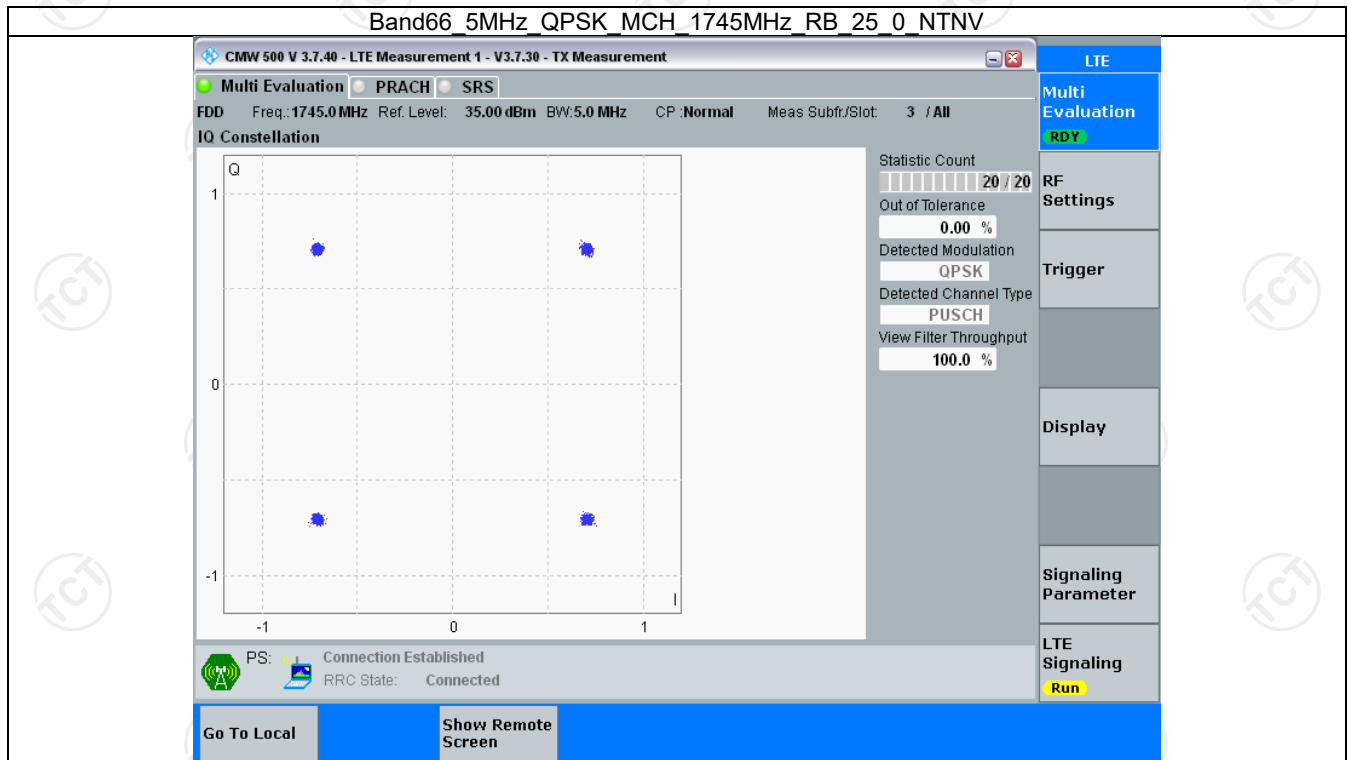 Band66_5MHz_QPSK_MCH_1745MHz_RB_25_0_NTNV
CMW 500 V 3.7.40 - LTE Measurement 1 - V3.7.30 - TX Measurement
LTE
Multi Evaluation PRACH SRS
FDD Freq.:1745.0 MHz Ref. Level: 35.00 dBm BW:5.0 MHz CP :Normal Meas Subfr./Slot: 3 / All
IQ Constellation
Q
1
0
-1
-1 0 1
I
Statistic Count
20 / 20
Out of Tolerance
0.00 %
Detected Modulation
QPSK
Detected Channel Type
PUSCH
View Filter Throughput
100.0 %
Multi
Evaluation
RDY
RF
Settings
Trigger
Display
Signaling
Parameter
LTE
Signaling
Run
PS: Connection Established
RRC State: Connected
Go To Local
Show Remote
Screen
TCT
TCT
TCT
TCT